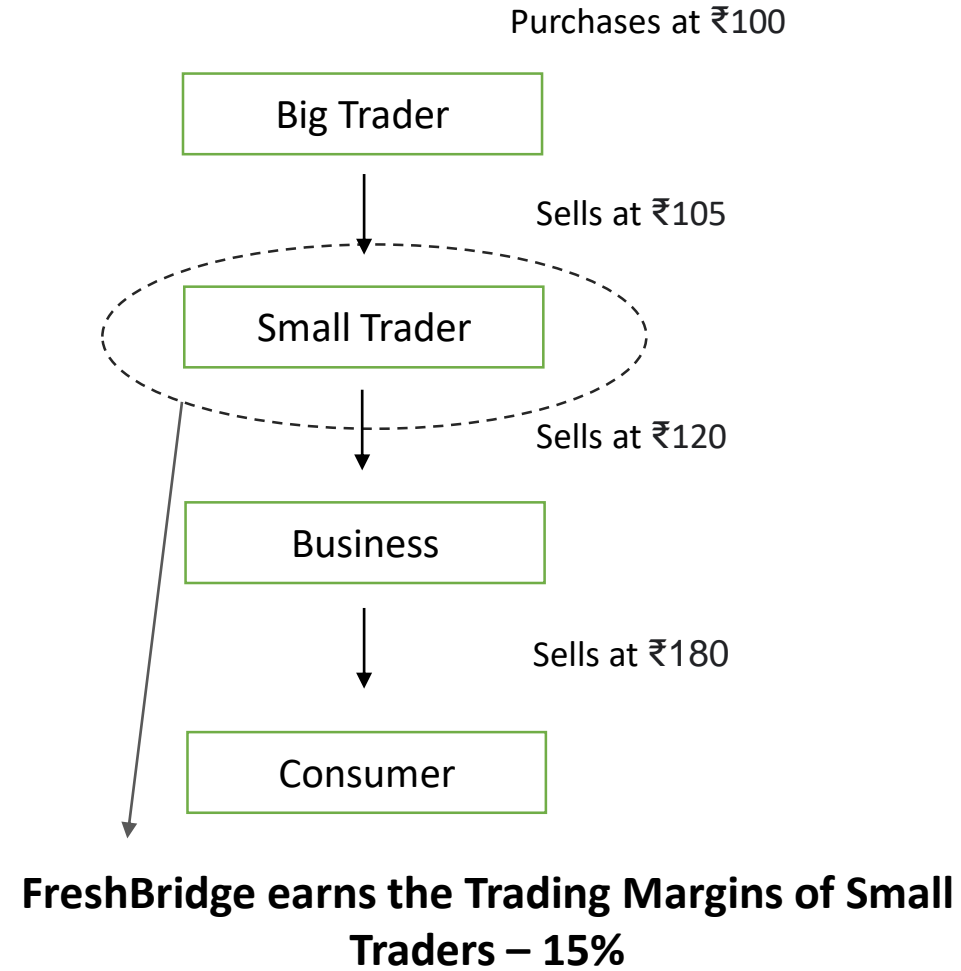 Purchases at ₹100
Big Trader
Sells at ₹105
Small Trader
Sells at ₹120
Business
Sells at ₹180
Consumer
FreshBridge earns the Trading Margins of Small
Traders – 15%